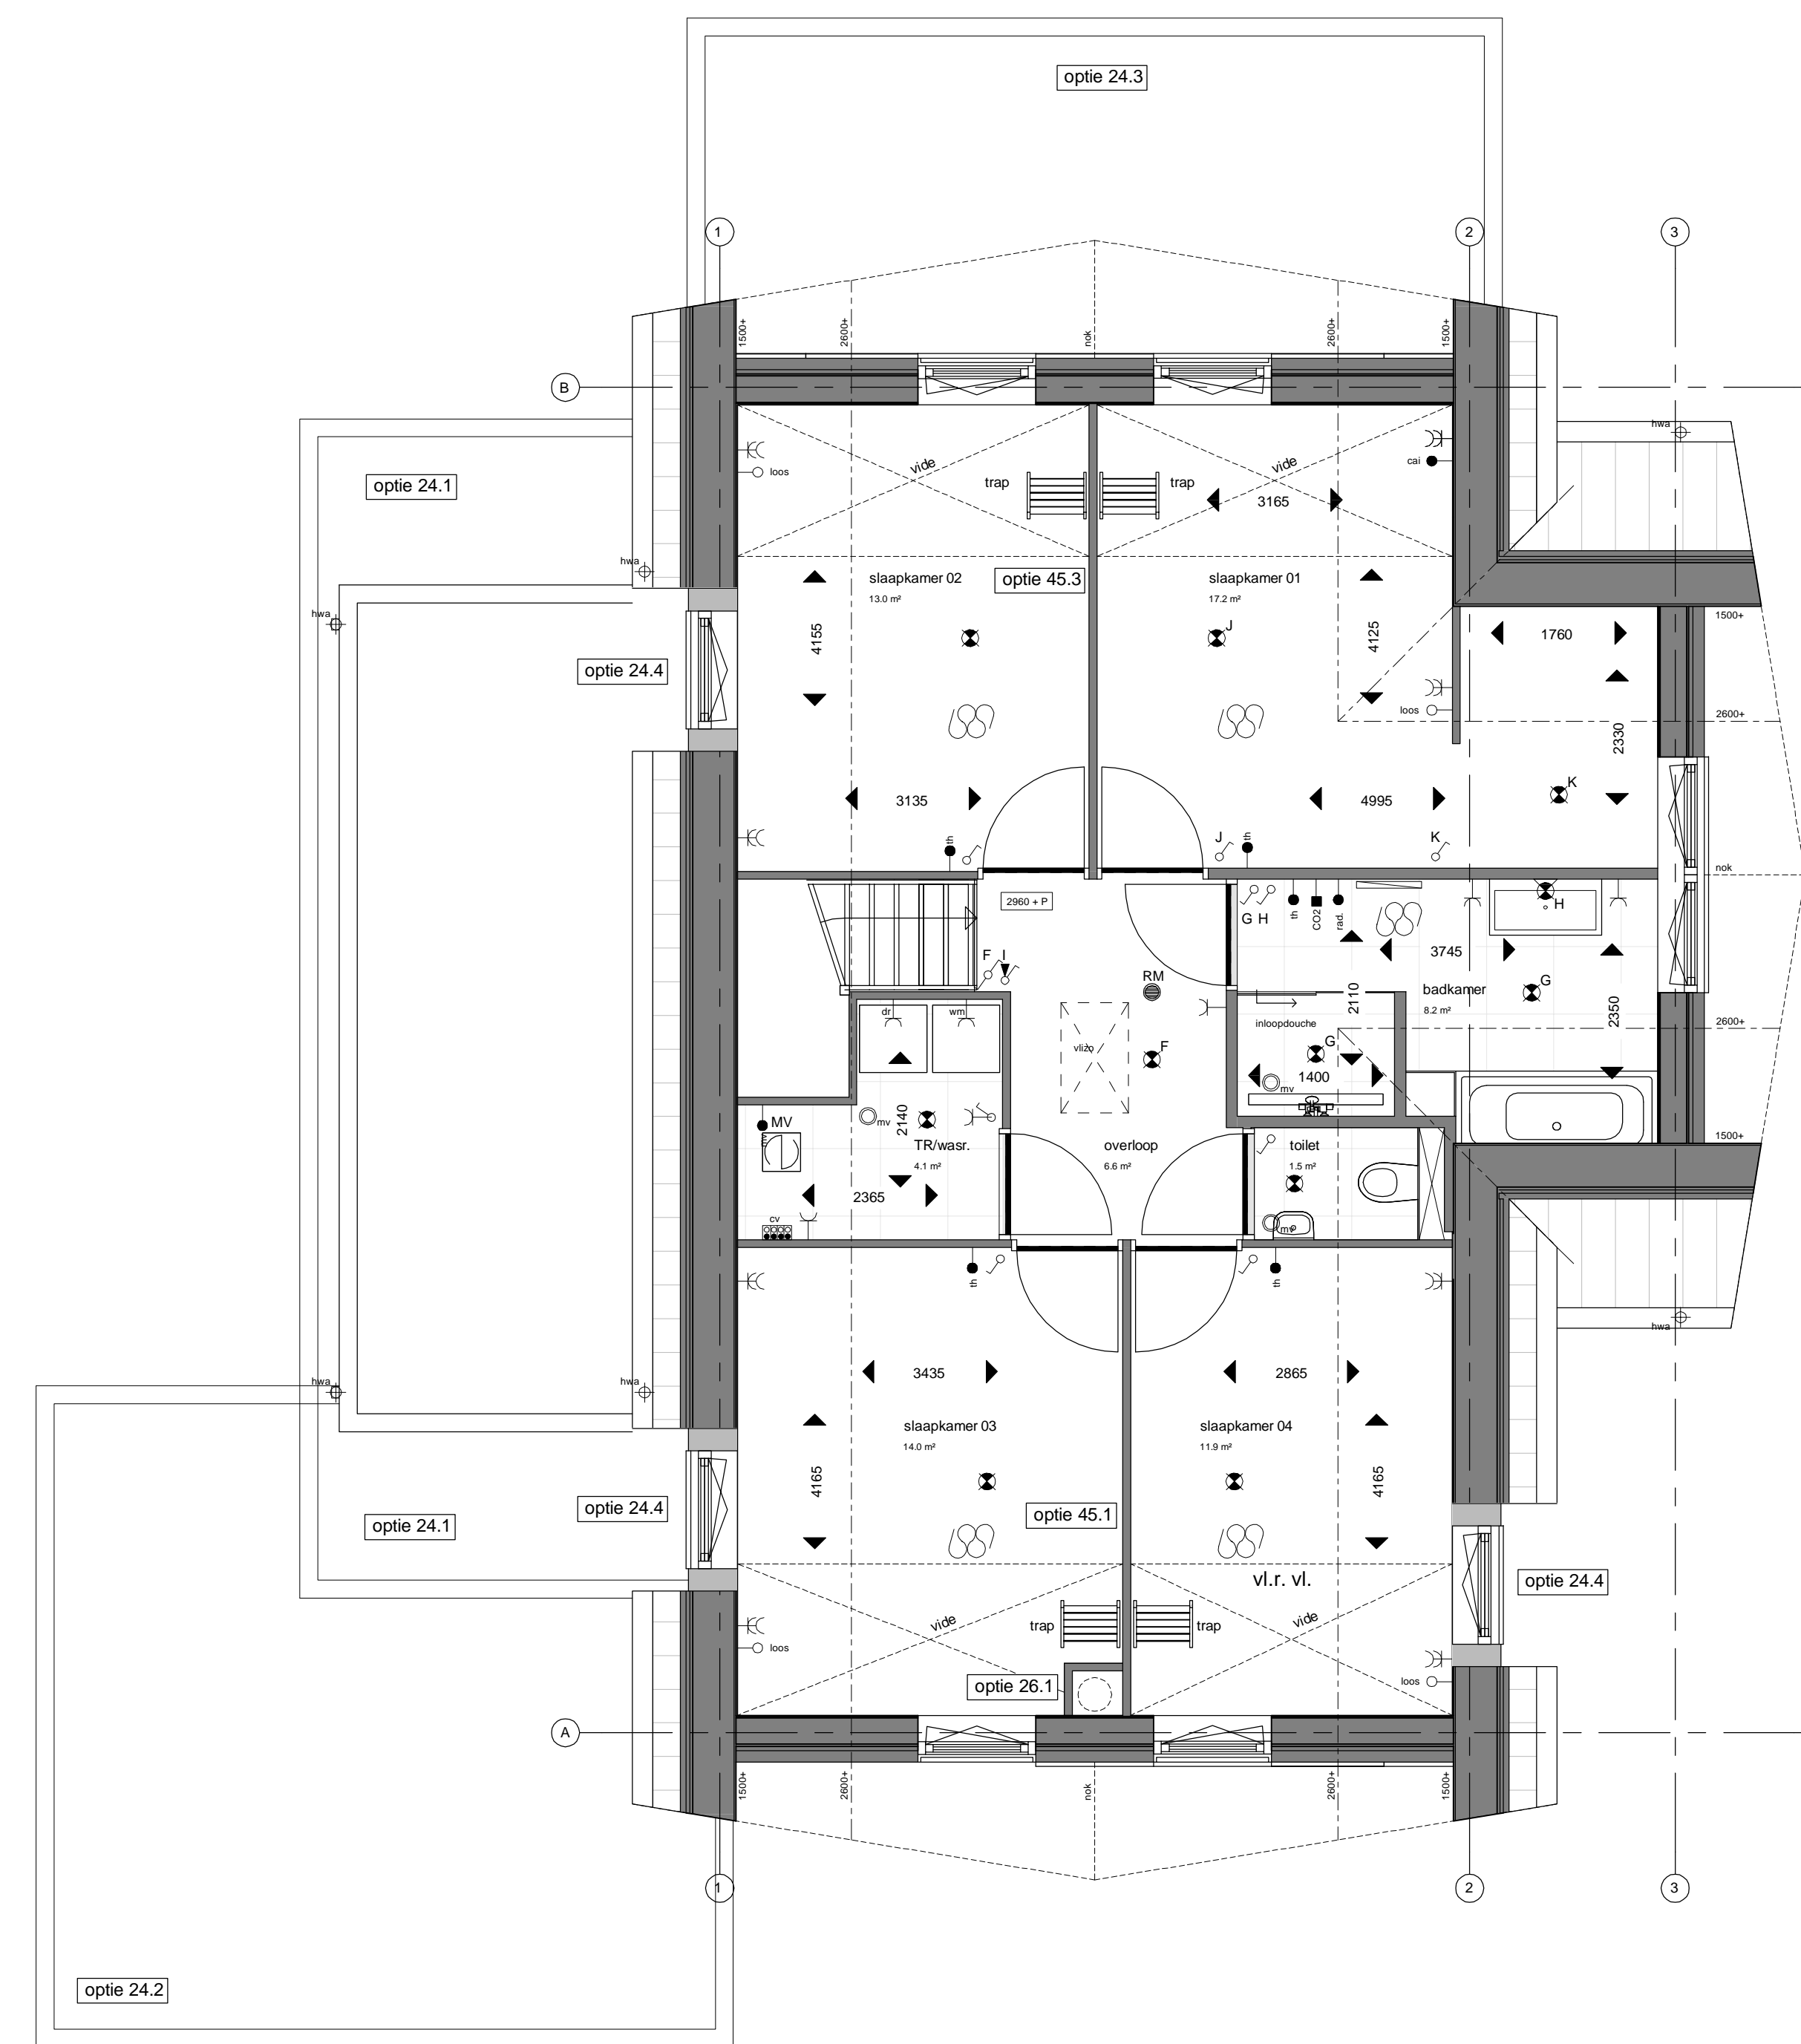 optie 24.3
1
2
3
1500+
2600+
nok
2600+
1500+
B
hwa
vide
vide
loos
cai
trap
trap
3165
optie 24.1
hwa
slaapkamer 02
13.0 m²
optie 45.3
slaapkamer 01
17.2 m²
hwa
1500+
J
4155
4125
1760
optie 24.4
loos
2600+
2330
K
3135
4995
th
J
th
K
nok
2960 + P
G H
th
CO2
rad.
H
F I
3745
RM
G
badkamer
8.2 m²
2110
2350
dr
wm
inloopdouche
2600+
vlizo
F
G
1400
mv
mv
2140
MV
TR/wasr.
4.1 m²
overloop
6.6 m²
toilet
1.5 m²
1500+
2365
cv
mv
th
th
hwa
3435
2865
hwa
hwa
slaapkamer 03
14.0 m²
slaapkamer 04
11.9 m²
4165
4165
optie 24.4
optie 45.1
optie 24.1
vl.r. vl.
optie 24.4
vide
trap
trap
vide
loos
optie 26.1
loos
A
1500+
2600+
nok
2600+
1500+
1
2
3
optie 24.2